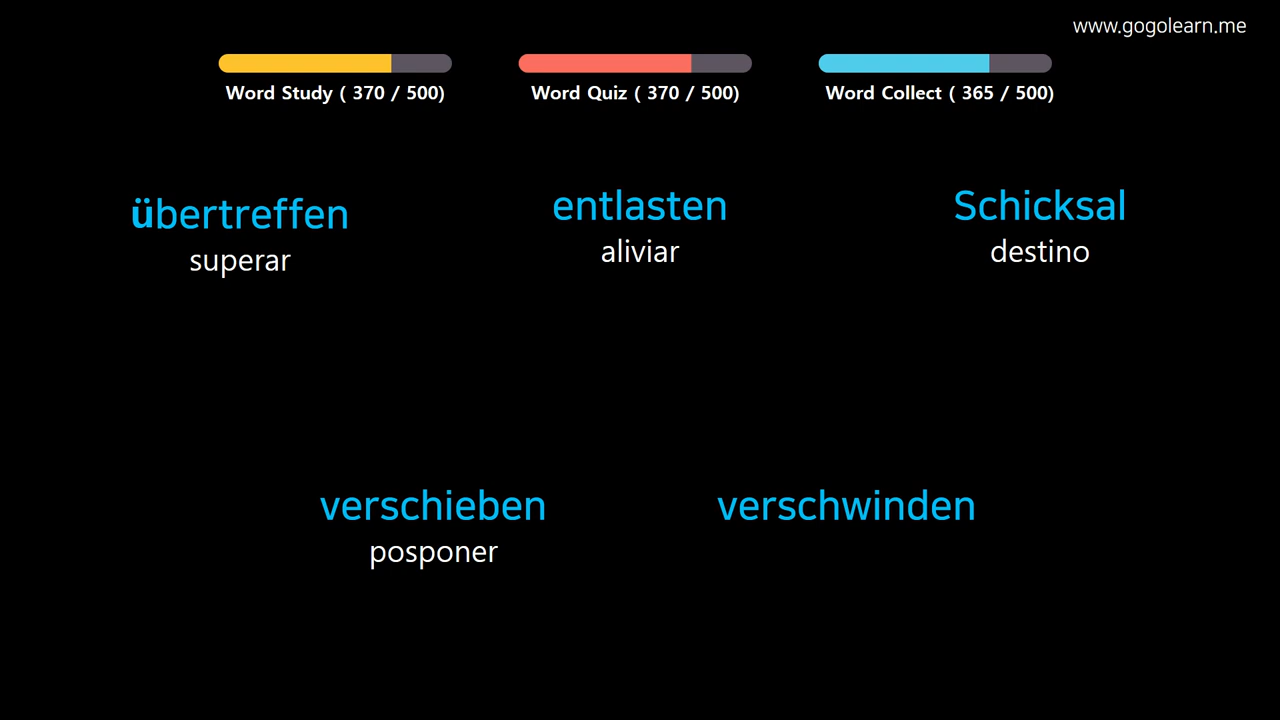 www.gogolearn.me
Word Study ( 370 / 500)
Word Quiz ( 370 / 500)
Word Collect ( 365 / 500)
übertreffen
superar
entlasten
aliviar
Schicksal
destino
verschieben
posponer
verschwinden